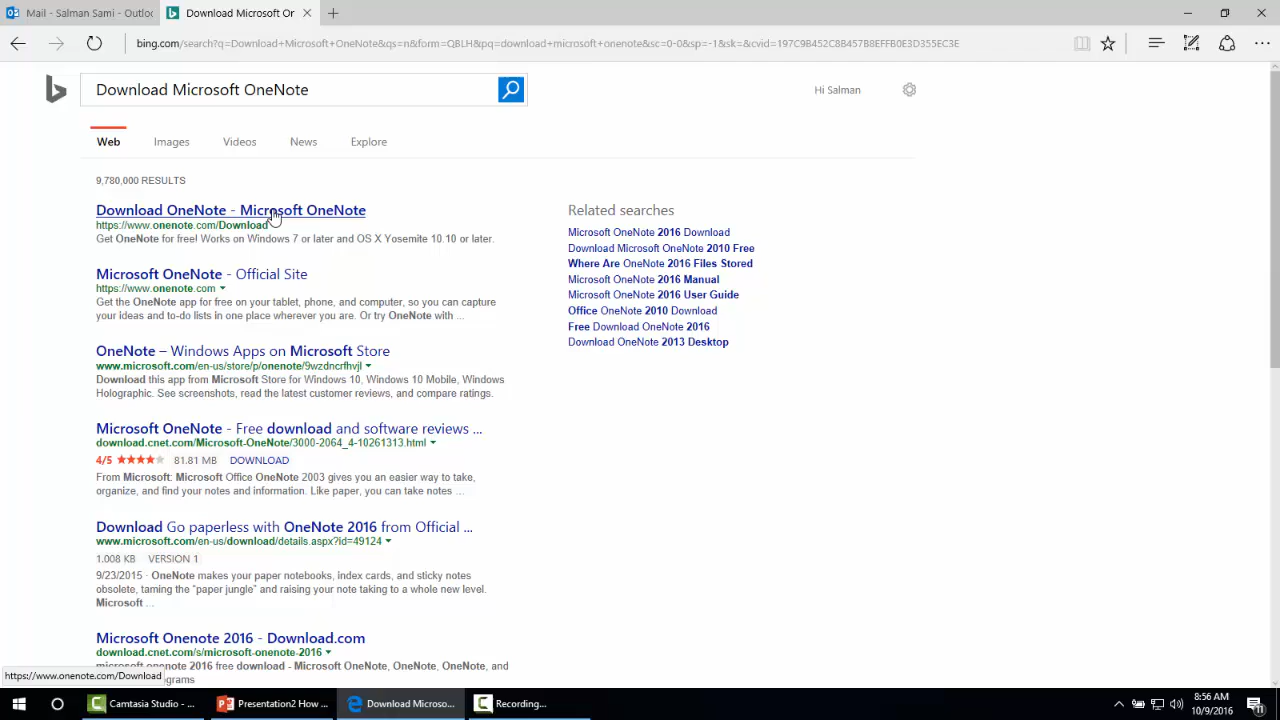 Mail - Salman Sami - Outloo
Download Microsoft Or
bing.com/search?q=Download+Microsoft+OneNote&qs=n&form=QBLH&pq=download+microsoft+onenote&sc=0-0&sp=-1&sk=&cvid=197C9B452C8B457B8EFFB0E3D355EC3E
Download Microsoft OneNote
Hi Salman
Web Images Videos News Explore
9,780,000 RESULTS
Download OneNote - Microsoft OneNote
https://www.onenote.com/Download
Get OneNote for free! Works on Windows 7 or later and OS X Yosemite 10.10 or later.
Microsoft OneNote - Official Site
https://www.onenote.com
Get the OneNote app for free on your tablet, phone, and computer, so you can capture
your ideas and to-do lists in one place wherever you are. Or try OneNote with ...
OneNote – Windows Apps on Microsoft Store
www.microsoft.com/en-us/store/p/onenote/9wzdncrfhvjl
Download this app from Microsoft Store for Windows 10, Windows 10 Mobile, Windows
Holographic. See screenshots, read the latest customer reviews, and compare ratings.
Microsoft OneNote - Free download and software reviews ...
download.cnet.com/Microsoft-OneNote/3000-2064_4-10261313.html
4/5 81.81 MB DOWNLOAD
From Microsoft: Microsoft Office OneNote 2003 gives you an easier way to take,
organize, and find your notes and information. Like paper, you can take notes ...
Download Go paperless with OneNote 2016 from Official ...
www.microsoft.com/en-us/download/details.aspx?id=49124
1.008 KB VERSION 1
9/23/2015 · OneNote makes your paper notebooks, index cards, and sticky notes
obsolete, taming the “paper jungle” and raising your note taking to a whole new level.
Microsoft ...
Microsoft Onenote 2016 - Download.com
download.cnet.com/s/microsoft-onenote-2016
microsoft onenote 2016 free download - Microsoft OneNote, OneNote, OneNote, and
Related searches
Microsoft OneNote 2016 Download
Download Microsoft OneNote 2010 Free
Where Are OneNote 2016 Files Stored
Microsoft OneNote 2016 Manual
Microsoft OneNote 2016 User Guide
Office OneNote 2010 Download
Free Download OneNote 2016
Download OneNote 2013 Desktop
https://www.onenote.com/Download
Camtasia Studio - ...
Presentation2 How ...
Download Microso...
Recording...
8:56 AM
10/9/2016